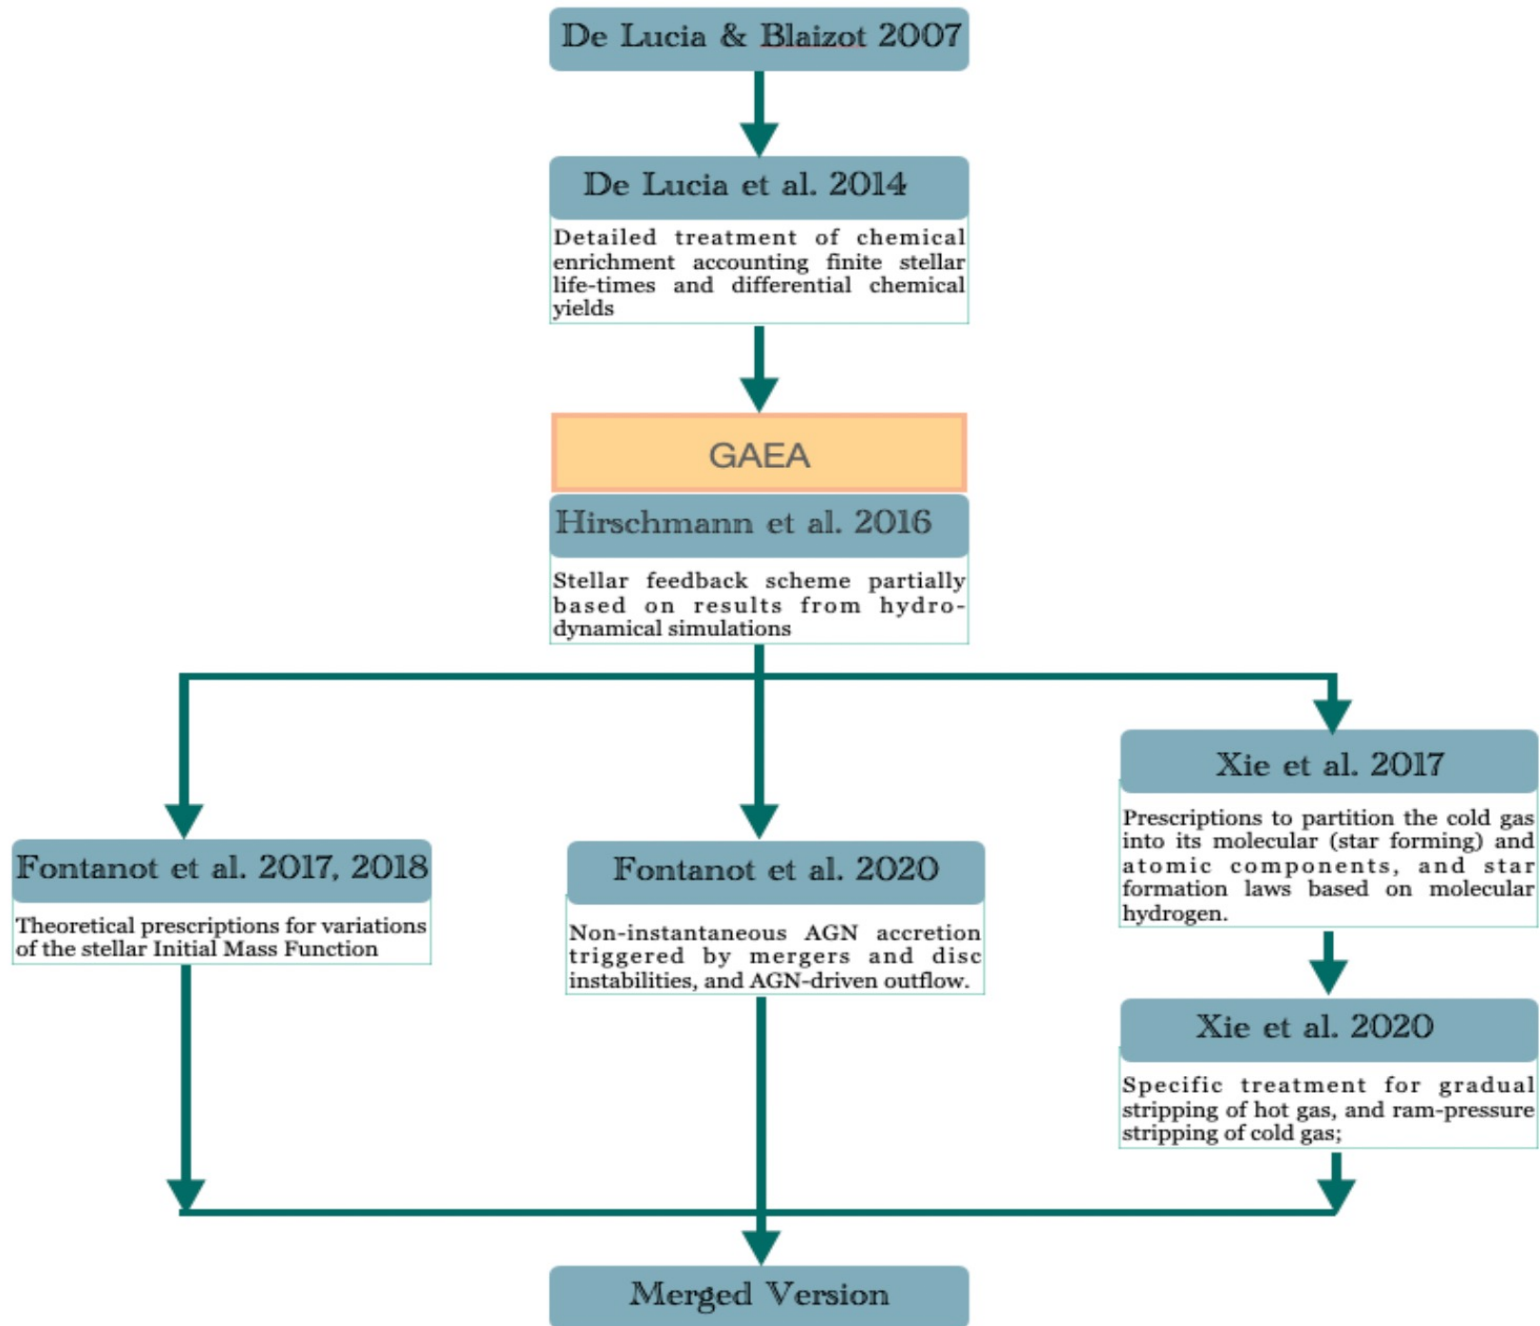 De Lucia & Blaizot 2007
De Lucia et al. 2014
Detailed treatment of chemical
enrichment accounting finite stellar
life-times and differential chemical
yields
GAEA
Hirschmann et al. 2016
Stellar feedback scheme partially
based on results from hydro-
dynamical simulations
Fontanot et al. 2017, 2018
Theoretical prescriptions for variations
of the stellar Initial Mass Function
Fontanot et al. 2020
Non-instantaneous AGN accretion
triggered by mergers and disc
instabilities, and AGN-driven outflow.
Xie et al. 2017
Prescriptions to partition the cold gas
into its molecular (star forming) and
atomic components, and star
formation laws based on molecular
hydrogen.
Xie et al. 2020
Specific treatment for gradual
stripping of hot gas, and ram-pressure
stripping of cold gas;
Merged Version